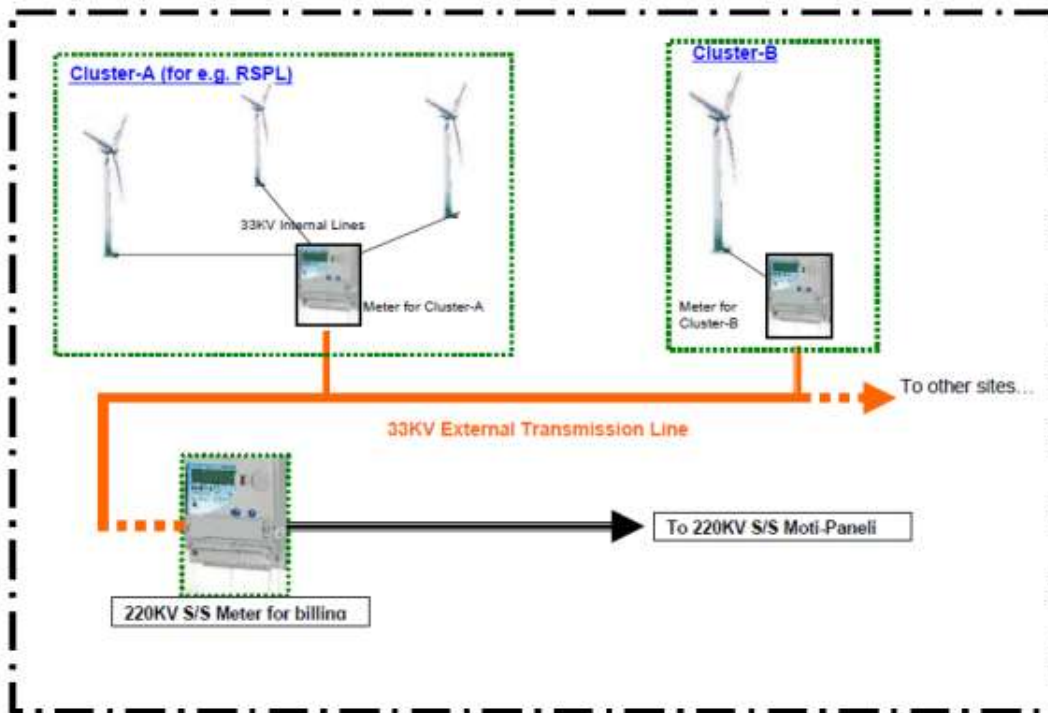 Cluster-A (for e.g. RSPL)
Cluster-B
33KV Internal Lines
Meter for Cluster-A
Meter for
Cluster-B
To other sites...
33KV External Transmission Line
To 220KV S/S Moti-Paneli
220KV S/S Meter for billing